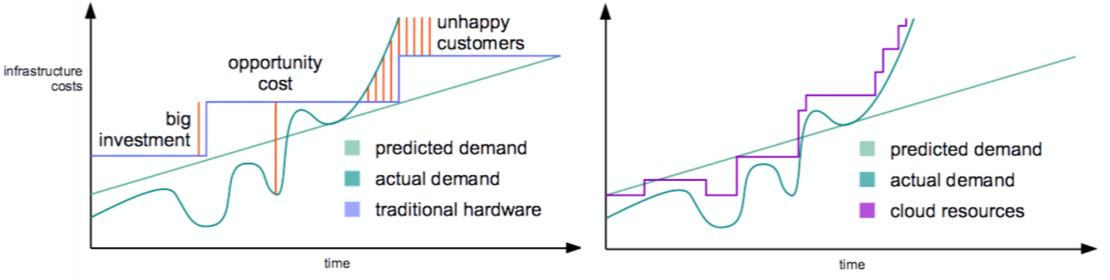 infrastructure
costs
big
investment
opportunity
cost
unhappy
customers
predicted demand
actual demand
traditional hardware
time
predicted demand
actual demand
cloud resources
time